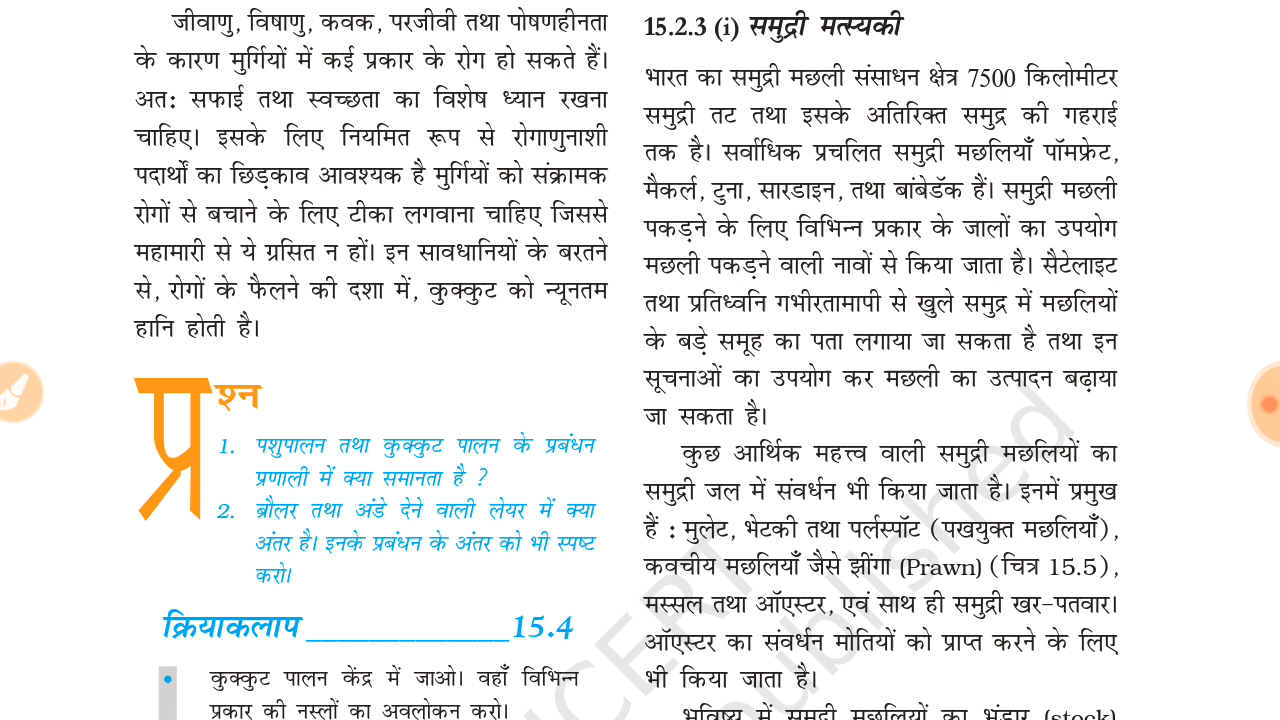 जीवाणु, विषाणु, कवक, परजीवी तथा पोषणहीनता
के कारण मुर्गियों में कई प्रकार के रोग हो सकते हैं।
अतः सफाई तथा स्वच्छता का विशेष ध्यान रखना
चाहिए। इसके लिए नियमित रूप से रोगाणुनाशी
पदार्थों का छिड़काव आवश्यक है मुर्गियों को संक्रामक
रोगों से बचाने के लिए टीका लगवाना चाहिए जिससे
महामारी से ये ग्रसित न हों। इन सावधानियों के बरतने
से, रोगों के फैलने की दशा में, कुक्कुट को न्यूनतम
हानि होती है।
प्रश्न
1. पशुपालन तथा कुक्कुट पालन के प्रबंधन
प्रणाली में क्या समानता है ?
2. ब्रौलर तथा अंडे देने वाली लेयर में क्या
अंतर है। इनके प्रबंधन के अंतर को भी स्पष्ट
करो।
क्रियाकलाप _____________ 15.4
• कुक्कुट पालन केंद्र में जाओ। वहाँ विभिन्न
प्रकार की नस्लों का अवलोकन करो।
15.2.3 (i) समुद्री मत्स्यकी
भारत का समुद्री मछली संसाधन क्षेत्र 7500 किलोमीटर
समुद्री तट तथा इसके अतिरिक्त समुद्र की गहराई
तक है। सर्वाधिक प्रचलित समुद्री मछलियाँ पॉमफ्रेट,
मैकर्ल, टुना, सारडाइन, तथा बांबेडॅक हैं। समुद्री मछली
पकड़ने के लिए विभिन्न प्रकार के जालों का उपयोग
मछली पकड़ने वाली नावों से किया जाता है। सैटेलाइट
तथा प्रतिध्वनि गभीरतामापी से खुले समुद्र में मछलियों
के बड़े समूह का पता लगाया जा सकता है तथा इन
सूचनाओं का उपयोग कर मछली का उत्पादन बढ़ाया
जा सकता है।
कुछ आर्थिक महत्त्व वाली समुद्री मछलियों का
समुद्री जल में संवर्धन भी किया जाता है। इनमें प्रमुख
हैं : मुलेट, भेटकी तथा पर्लस्पॉट (पखयुक्त मछलियाँ),
कवचीय मछलियाँ जैसे झींगा (Prawn) (चित्र 15.5),
मस्सल तथा ऑएस्टर, एवं साथ ही समुद्री खर-पतवार।
ऑएस्टर का संवर्धन मोतियों को प्राप्त करने के लिए
भी किया जाता है।
भविष्य में समुद्री मछलियों का भंडार (stock)
NCERT
published